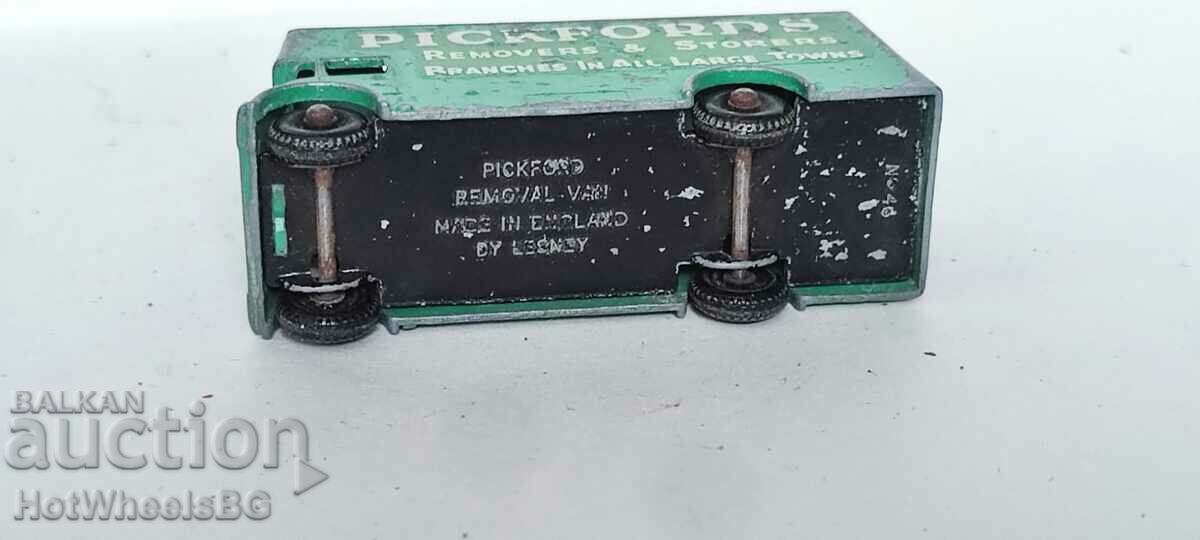 PICKFORDS
REMOVERS & STORERS
BRANCHES IN ALL LARGE TOWNS
PICKFORD
REMOVAL VAN
MADE IN ENGLAND
BY LESNEY
No 46
BALKAN
auction
HotWheelsBG